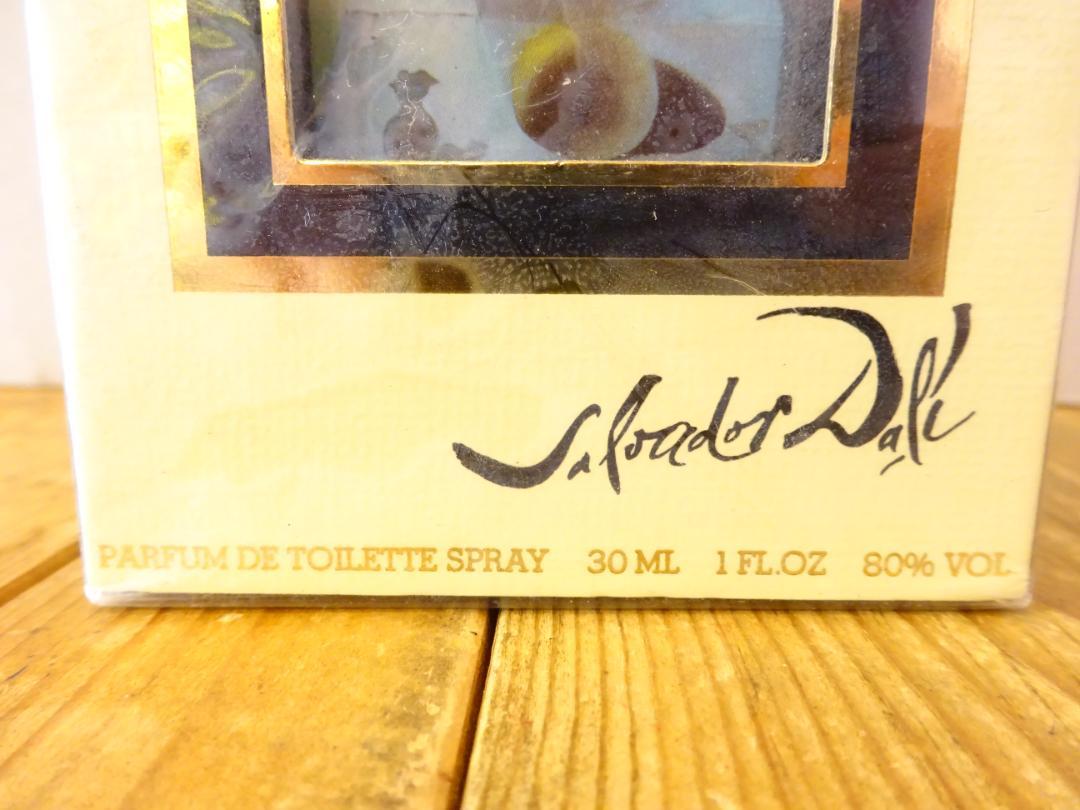 Salvador Dalí
PARFUM DE TOILETTE SPRAY 30 ML 1 FL.OZ 80% VOL